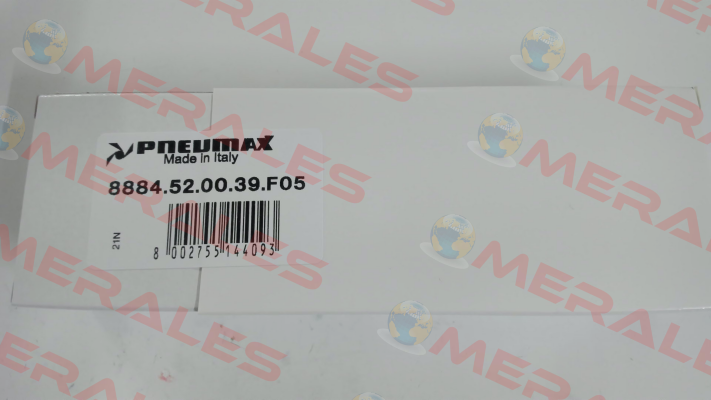 MERALES
MERALES
MERALES
PNEUMAX
Made in Italy
8884.52.00.39.F05
21N
8 002755 144093
MERALES
MERALES
MERALES